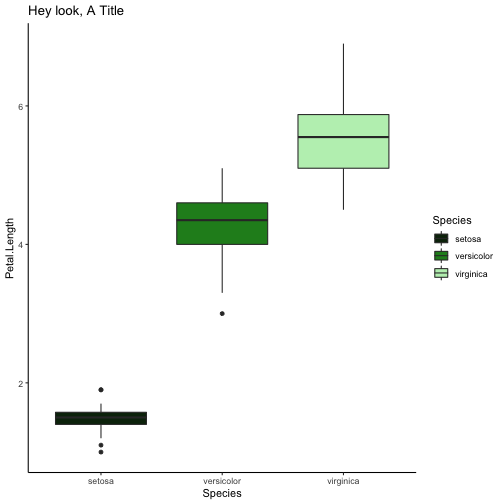 Hey look, A Title
Petal.Length
6
4
2
setosa
versicolor
virginica
Species
Species
setosa
versicolor
virginica